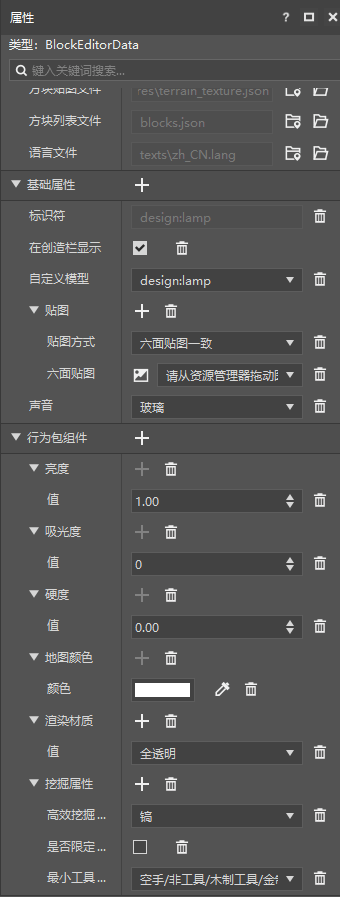 属性 ?
类型: BlockEditorData
键入关键词搜索...
方块贴图文件 res\terrain_texture.json
方块列表文件 blocks.json
语言文件 texts\zh_CN.lang
基础属性
标识符 design:lamp
在创造栏显示
自定义模型 design:lamp
贴图
贴图方式 六面贴图一致
六面贴图 请从资源管理器拖动
声音 玻璃
行为包组件
亮度
值 1.00
吸光度
值 0
硬度
值 0.00
地图颜色
颜色
渲染材质
值 全透明
挖掘属性
高效挖掘 ... 镐
是否限定 ...
最小工具 ... 空手/非工具/木制工具/金